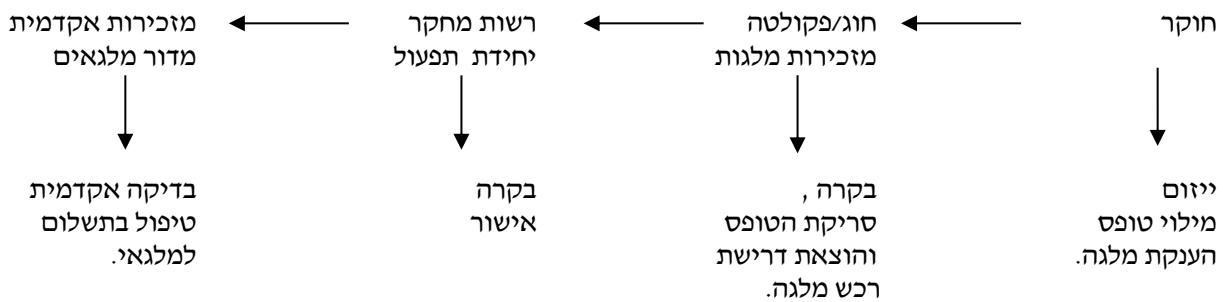 חוקר
חוג/פקולטה
מזכירות מלגות
רשות מחקר
יחידת תפעול
מזכירות אקדמית
מדור מלגאים
ייזום
מילוי טופס
הענקת מלגה.
בקרה ,
סריקת הטופס
והוצאת דרישת
רכש מלגה.
בקרה
אישור
בדיקה אקדמית
טיפול בתשלום
למלגאי.